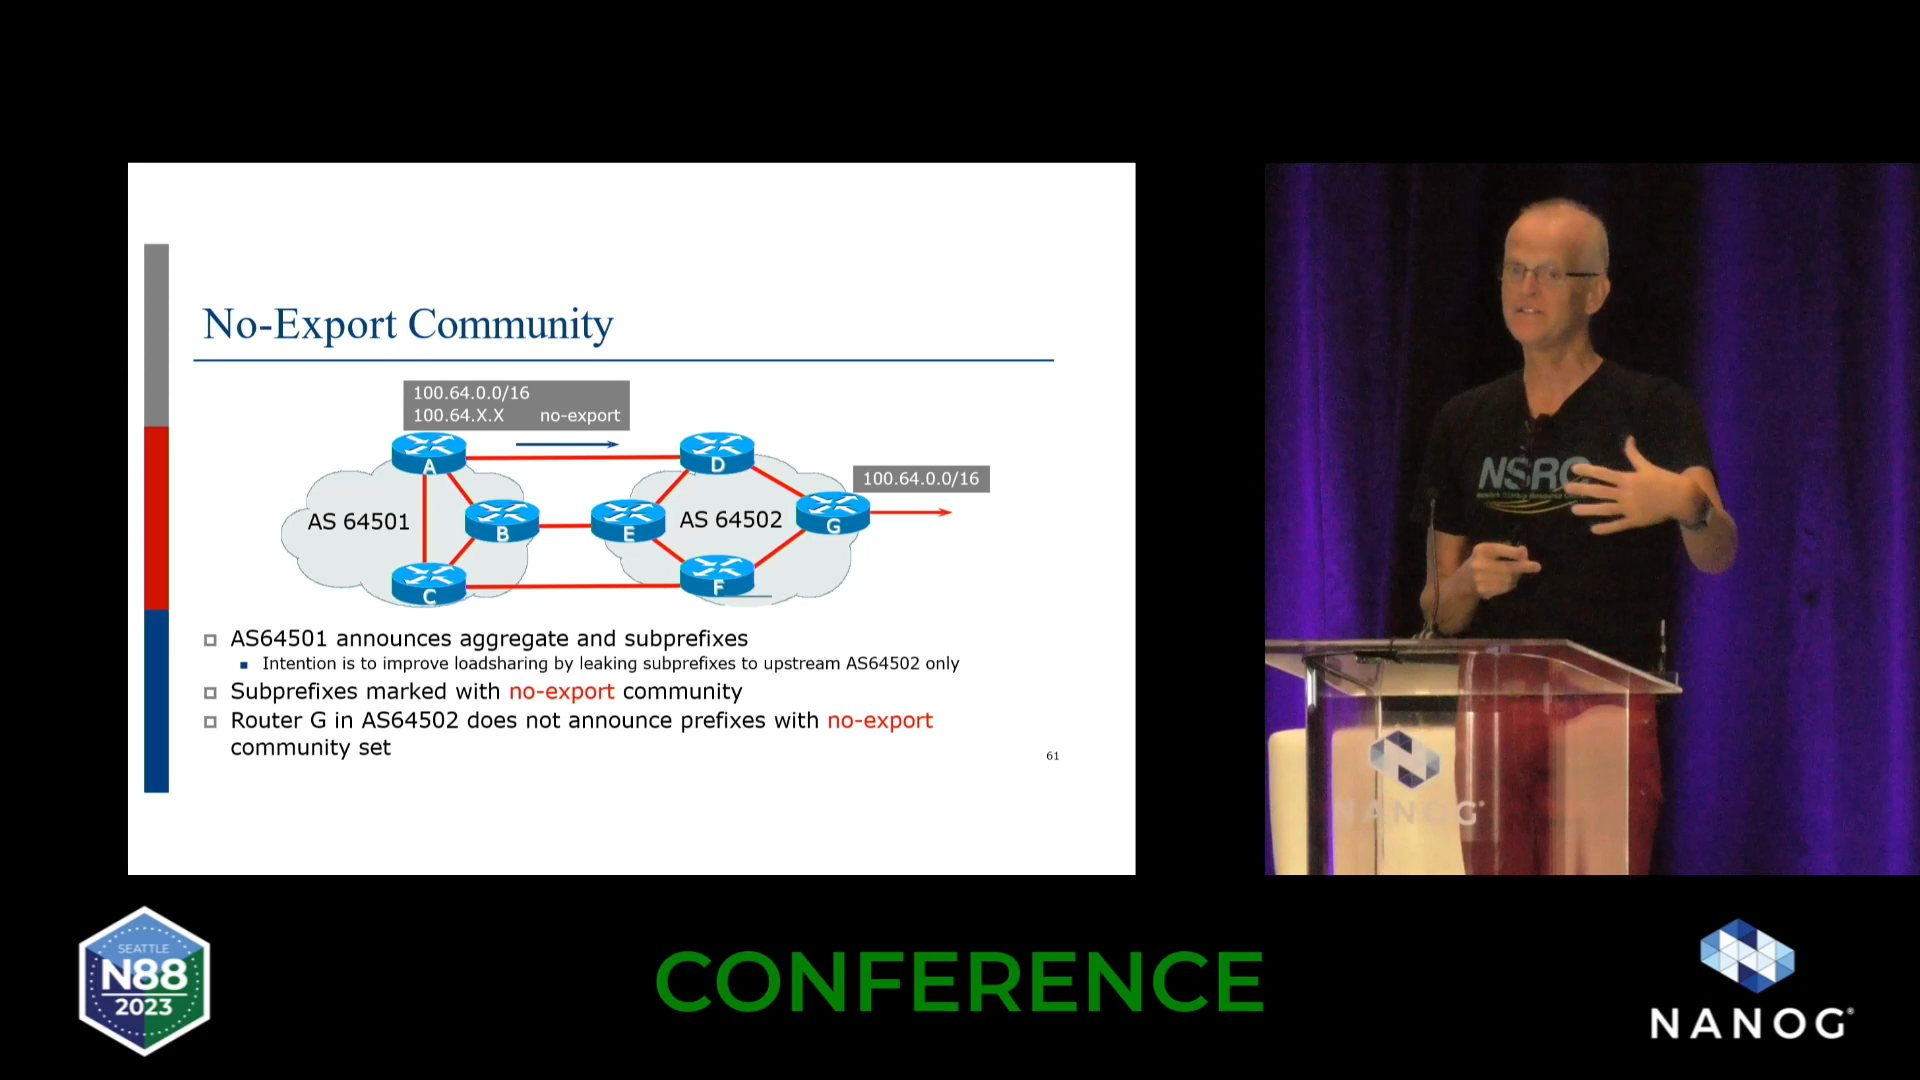 No-Export Community
100.64.0.0/16
100.64.X.X no-export
A
D
100.64.0.0/16
AS 64501
B
E
AS 64502
G
C
F
AS64501 announces aggregate and subprefixes
Intention is to improve loadsharing by leaking subprefixes to upstream AS64502 only
Subprefixes marked with no-export community
Router G in AS64502 does not announce prefixes with no-export
community set
61
NSRC
NANOG
SEATTLE
N88
2023
CONFERENCE
NANOG®